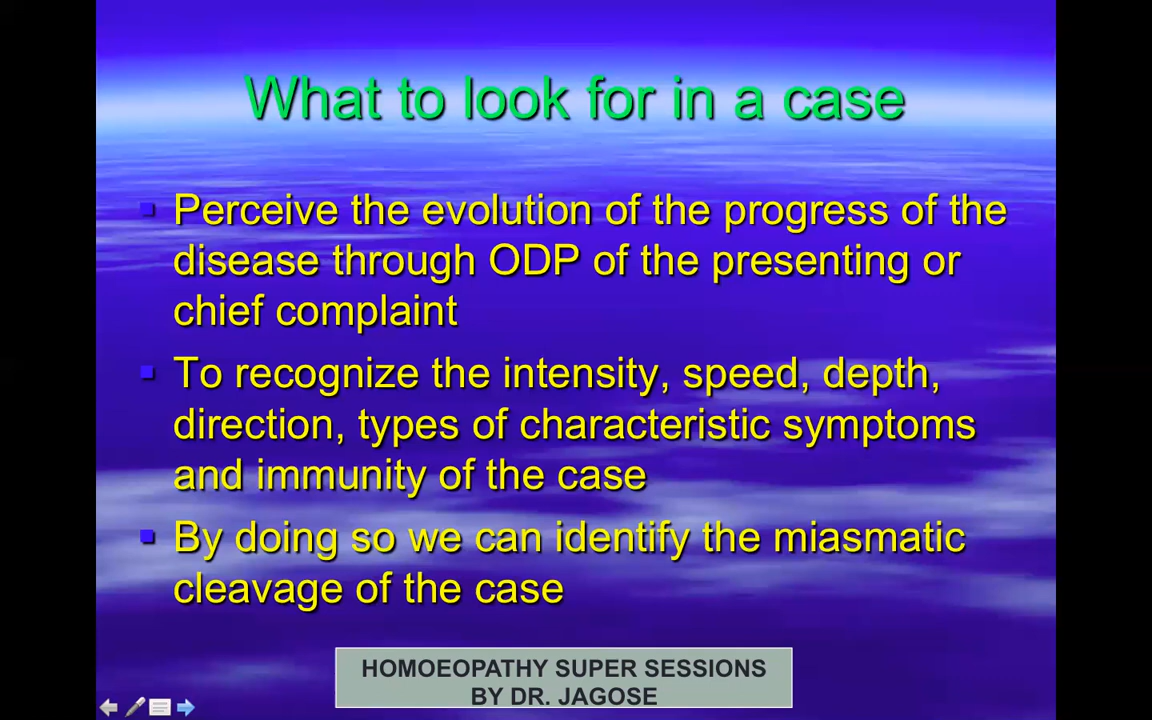 What to look for in a case
Perceive the evolution of the progress of the
disease through ODP of the presenting or
chief complaint
To recognize the intensity, speed, depth,
direction, types of characteristic symptoms
and immunity of the case
By doing so we can identify the miasmatic
cleavage of the case
HOMOEOPATHY SUPER SESSIONS
BY DR. JAGOSE